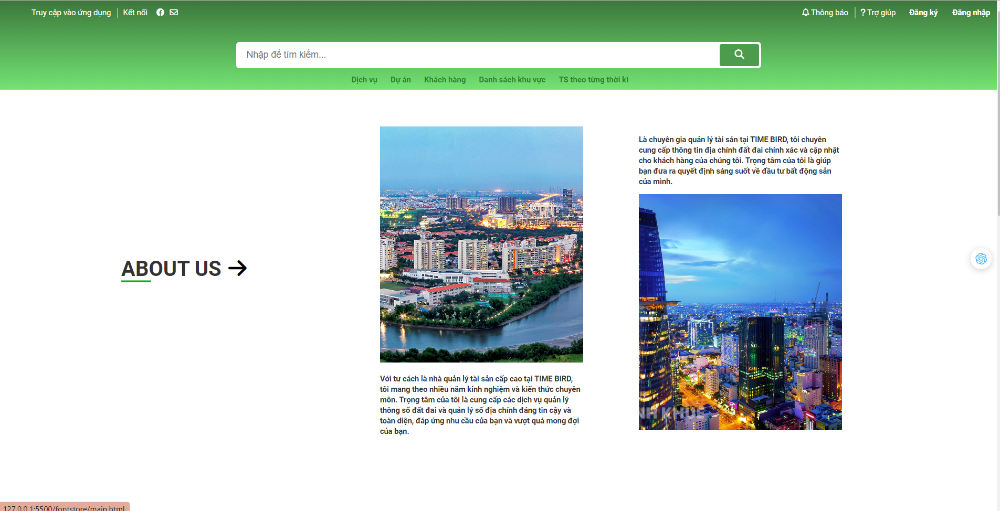 Truy cập vào ứng dụng
Kết nối
Thông báo
? Trợ giúp
Đăng ký
Đăng nhập
Nhập để tìm kiếm...
Dịch vụ
Dự án
Khách hàng
Danh sách khu vực
TS theo từng thời kì
ABOUT US
Với tư cách là nhà quản lý tài sản cấp cao tại TIME BIRD,
tôi mang theo nhiều năm kinh nghiệm và kiến thức chuyên
môn. Trọng tâm của tôi là cung cấp các dịch vụ quản lý
thông số đất đai và quản lý số địa chính đáng tin cậy và
toàn diện, đáp ứng nhu cầu của bạn và vượt quá mong đợi
của bạn.
Là chuyên gia quản lý tài sản tại TIME BIRD, tôi chuyên
cung cấp thông tin địa chính đất đai chính xác và cập nhật
cho khách hàng của chúng tôi. Trọng tâm của tôi là giúp
bạn đưa ra quyết định sáng suốt về đầu tư bất động sản
của mình.
NH KHUE
127.0.0.1:5500/fontstore/main.html